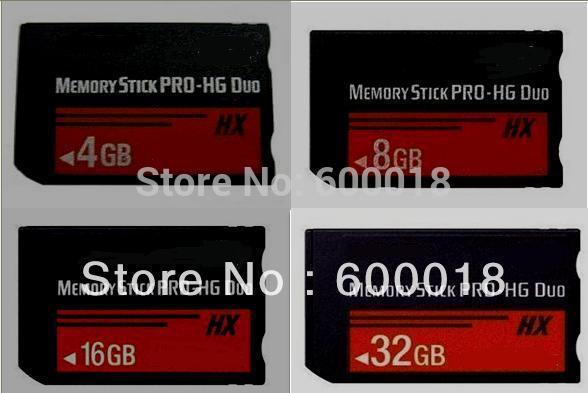 MEMORY STICK PRO-HG DUO
HX
◄4GB
MEMORY STICK PRO-HG DUO
HX
◄8GB
Store No: 600018
MEMORY STICK PRO-HG DUO
HX
◄16GB
MEMORY STICK PRO-HG DUO
HX
◄32GB
Store No : 600018